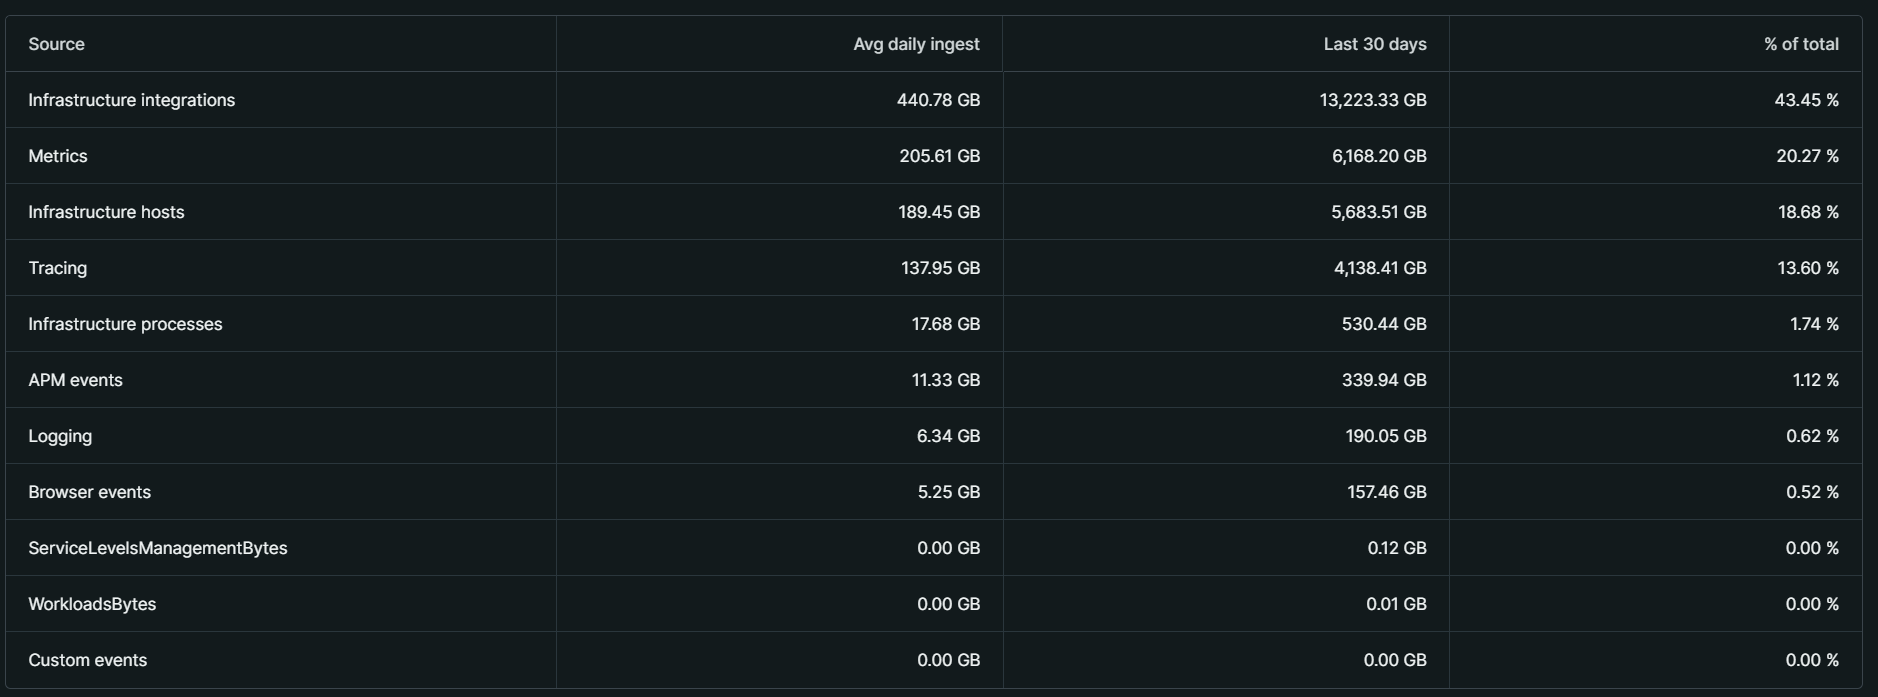 Source Avg daily ingest Last 30 days % of total
Infrastructure integrations 440.78 GB 13,223.33 GB 43.45 %
Metrics 205.61 GB 6,168.20 GB 20.27 %
Infrastructure hosts 189.45 GB 5,683.51 GB 18.68 %
Tracing 137.95 GB 4,138.41 GB 13.60 %
Infrastructure processes 17.68 GB 530.44 GB 1.74 %
APM events 11.33 GB 339.94 GB 1.12 %
Logging 6.34 GB 190.05 GB 0.62 %
Browser events 5.25 GB 157.46 GB 0.52 %
ServiceLevelsManagementBytes 0.00 GB 0.12 GB 0.00 %
WorkloadsBytes 0.00 GB 0.01 GB 0.00 %
Custom events 0.00 GB 0.00 GB 0.00 %